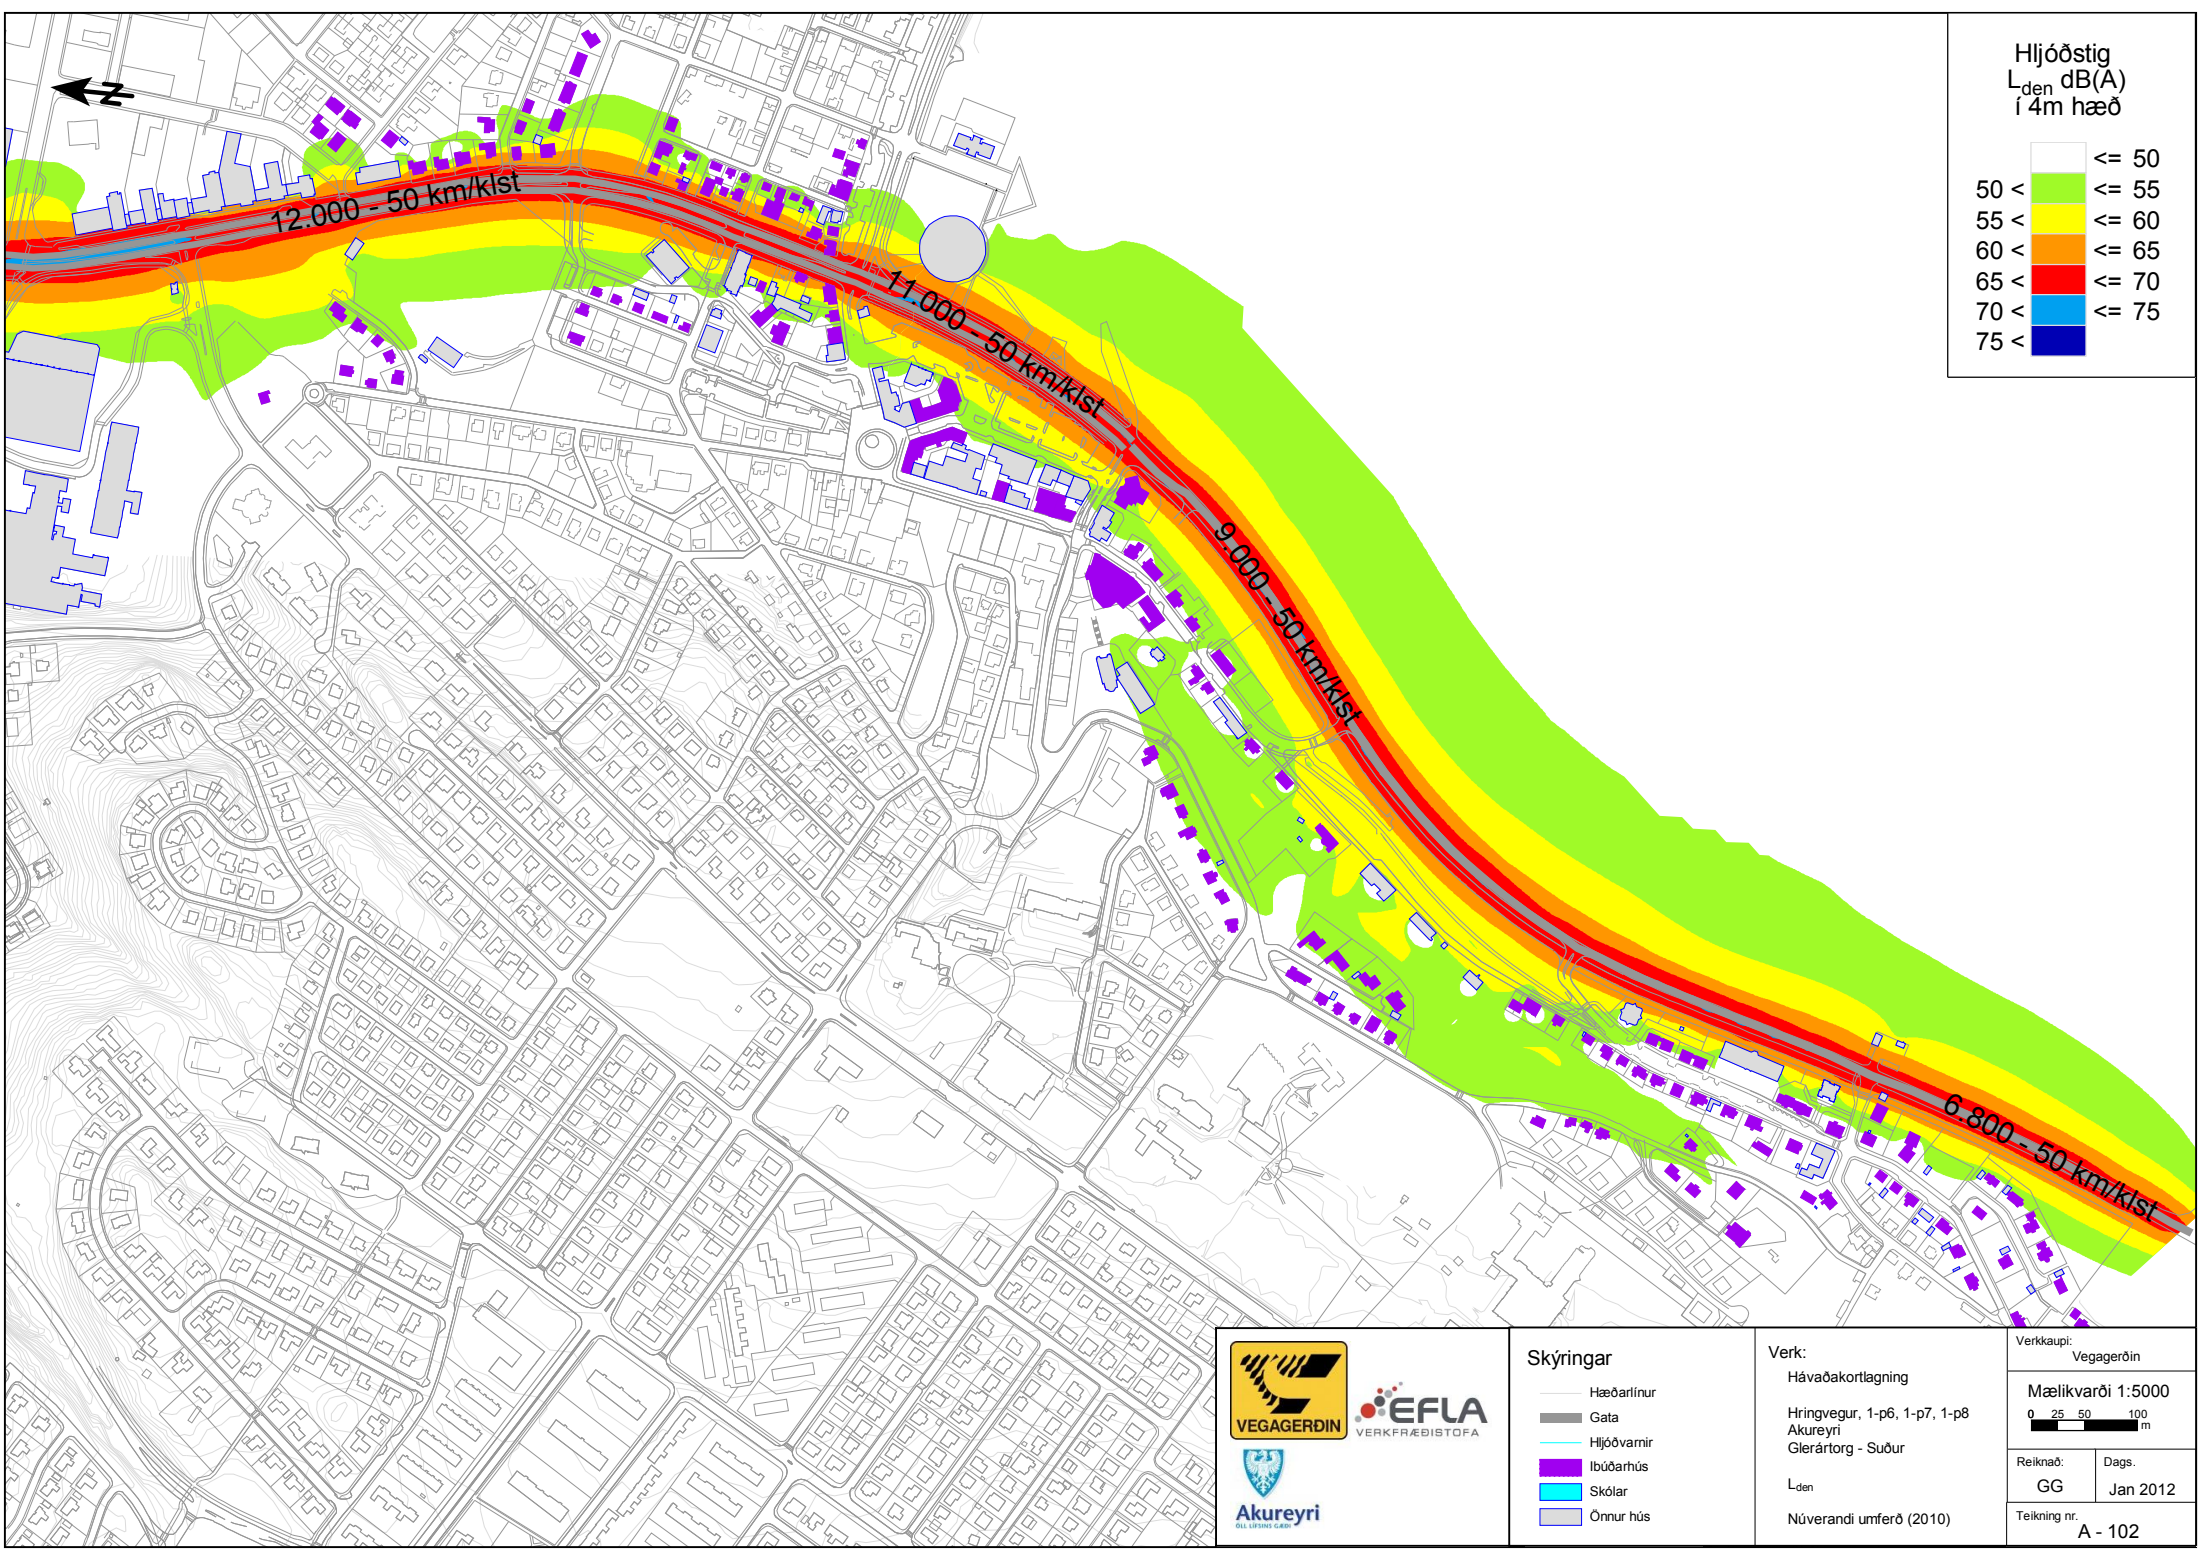 Hljóðstig
Lden dB(A)
í 4m hæð
<= 50
50 < <= 55
55 < <= 60
60 < <= 65
65 < <= 70
70 < <= 75
75 <
N
12.000 - 50 km/klst
11.000 - 50 km/klst
9.000 - 50 km/klst
6.800 - 50 km/klst
VEGAGERÐIN
EFLA
VERKFRÆÐISTOFA
Akureyri
ÖLL LÍFSINS GÆÐI
Skýringar
Hæðarlínur
Gata
Hljóðvarnir
Ibúðarhús
Skólar
Önnur hús
Verk:
Hávaðakortlagning
Hringvegur, 1-p6, 1-p7, 1-p8
Akureyri
Glerártorg - Suður
Lden
Núverandi umferð (2010)
Verkkaupi:
Vegagerðin
Mælikvarði 1:5000
0 25 50 100
m
Reiknað:
GG
Dags.
Jan 2012
Teikning nr.
A - 102